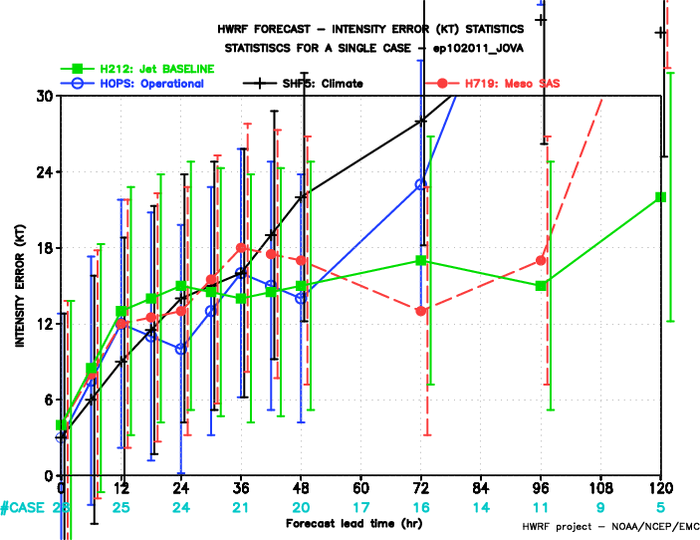 HWRF FORECAST – INTENSITY ERROR (KT) STATISTICS
STATISTISCS FOR A SINGLE CASE – ep102011_JOVA
H212: Jet BASELINE
HOPS: Operational SHF5: Climate H719: Meso SAS
30
24
18
12
6
0
INTENSITY ERROR (KT)
0 12 24 36 48 60 72 84 96 108 120
#CASE 25 24 21 20 17 16 14 11 9 5
Forecast lead time (hr)
HWRF project – NOAA/NCEP/EMC